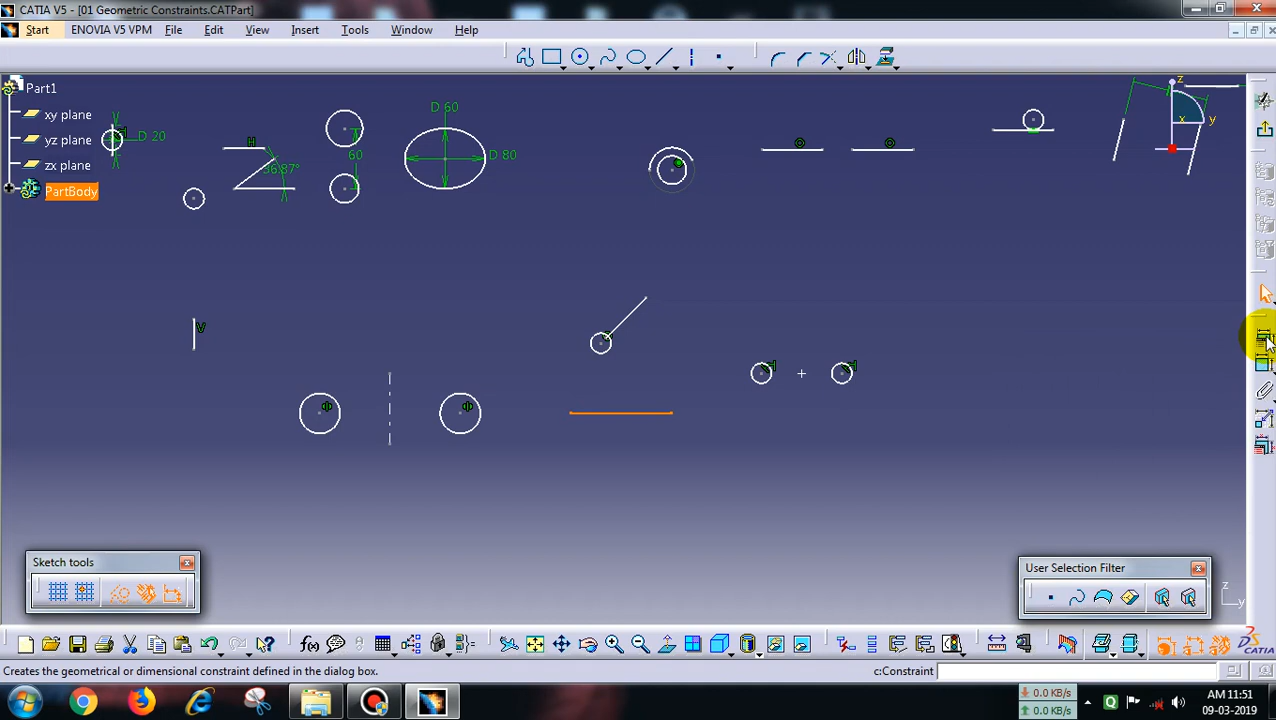 CATIA V5 - [01 Geometric Constraints.CATPart]
Start ENOVIA V5 VPM File Edit View Insert Tools Window Help
Part1
xy plane
yz plane
zx plane
PartBody
D 20
H
36.87°
60
D 60
D 80
V
z
x
y
Sketch tools
User Selection Filter
z
y
f(x)
CATIA
Creates the geometrical or dimensional constraint defined in the dialog box.
c:Constraint
0.0 KB/s
0.0 KB/s
AM 11:51
09-03-2019